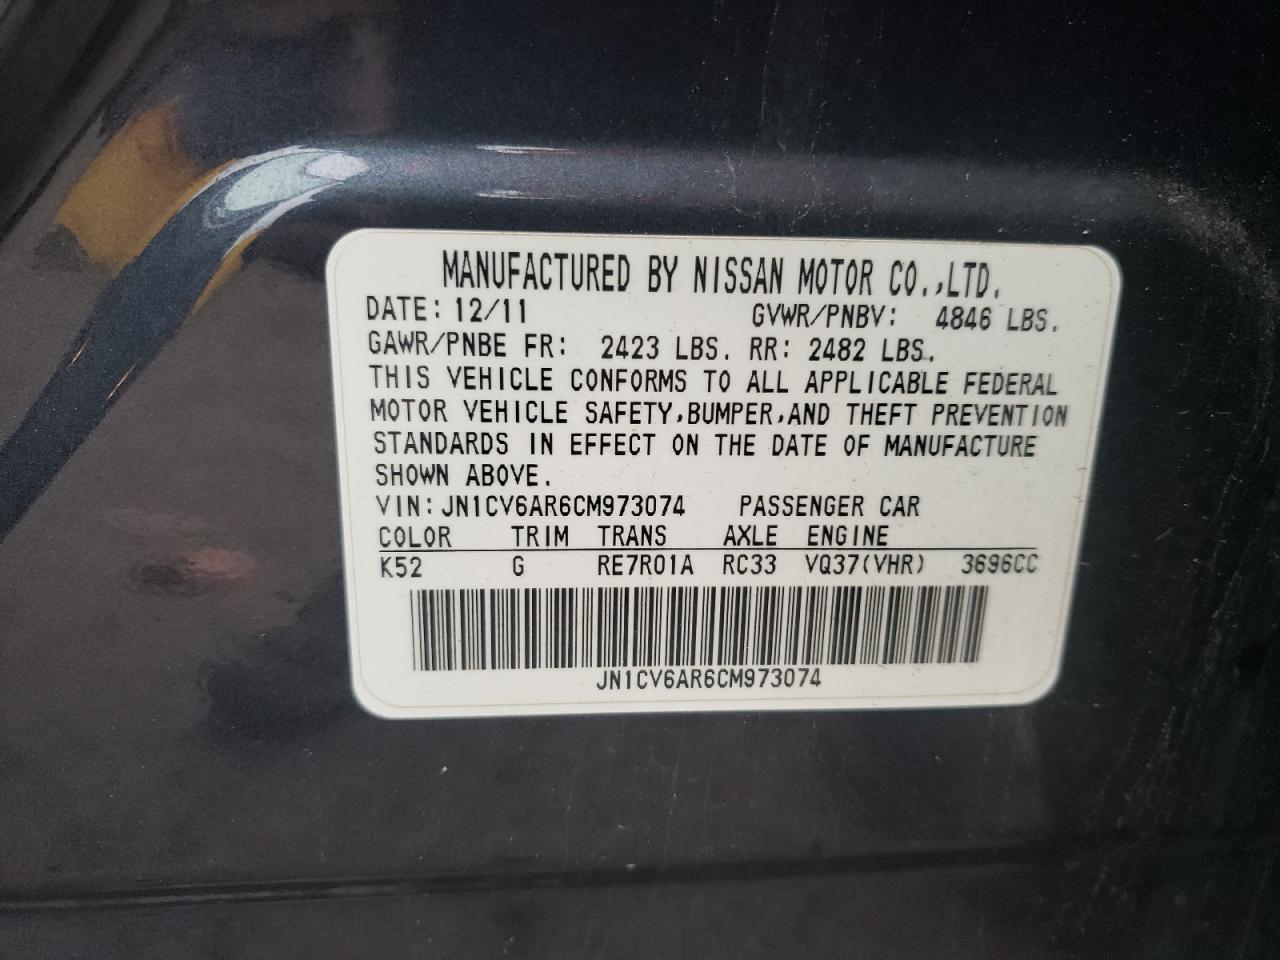 MANUFACTURED BY NISSAN MOTOR CO.,LTD.
DATE: 12/11 GVWR/PNBV: 4846 LBS.
GAWR/PNBE FR: 2423 LBS. RR: 2482 LBS.
THIS VEHICLE CONFORMS TO ALL APPLICABLE FEDERAL
MOTOR VEHICLE SAFETY,BUMPER,AND THEFT PREVENTION
STANDARDS IN EFFECT ON THE DATE OF MANUFACTURE
SHOWN ABOVE.
VIN: JN1CV6AR6CM973074 PASSENGER CAR
COLOR TRIM TRANS AXLE ENGINE
K52 G RE7R01A RC33 VQ37(VHR) 3696CC
JN1CV6AR6CM973074